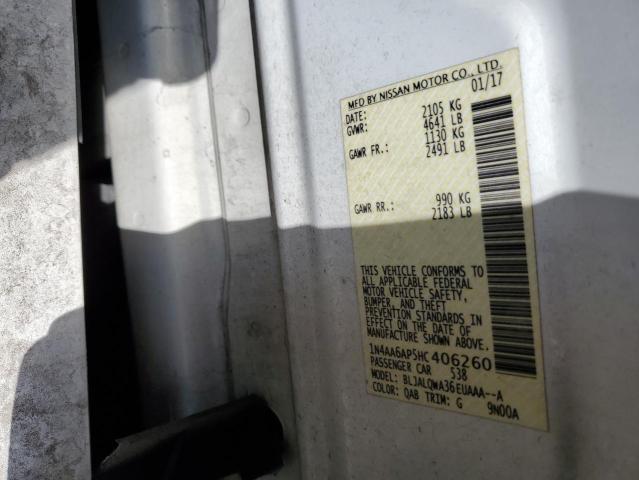 MFD BY NISSAN MOTOR CO., LTD.
DATE: 01/17
GVWR: 2105 KG
4641 LB
GAWR FR.: 1130 KG
2491 LB
GAWR RR.: 990 KG
2183 LB
THIS VEHICLE CONFORMS TO
ALL APPLICABLE FEDERAL
MOTOR VEHICLE SAFETY,
BUMPER, AND THEFT
PREVENTION STANDARDS IN
EFFECT ON THE DATE OF
MANUFACTURE SHOWN ABOVE.
1N4AA6AP5HC406260
PASSENGER CAR 538
MODEL: BLJALQWA36EUAAA--A
COLOR: QAB TRIM: G 9N00A